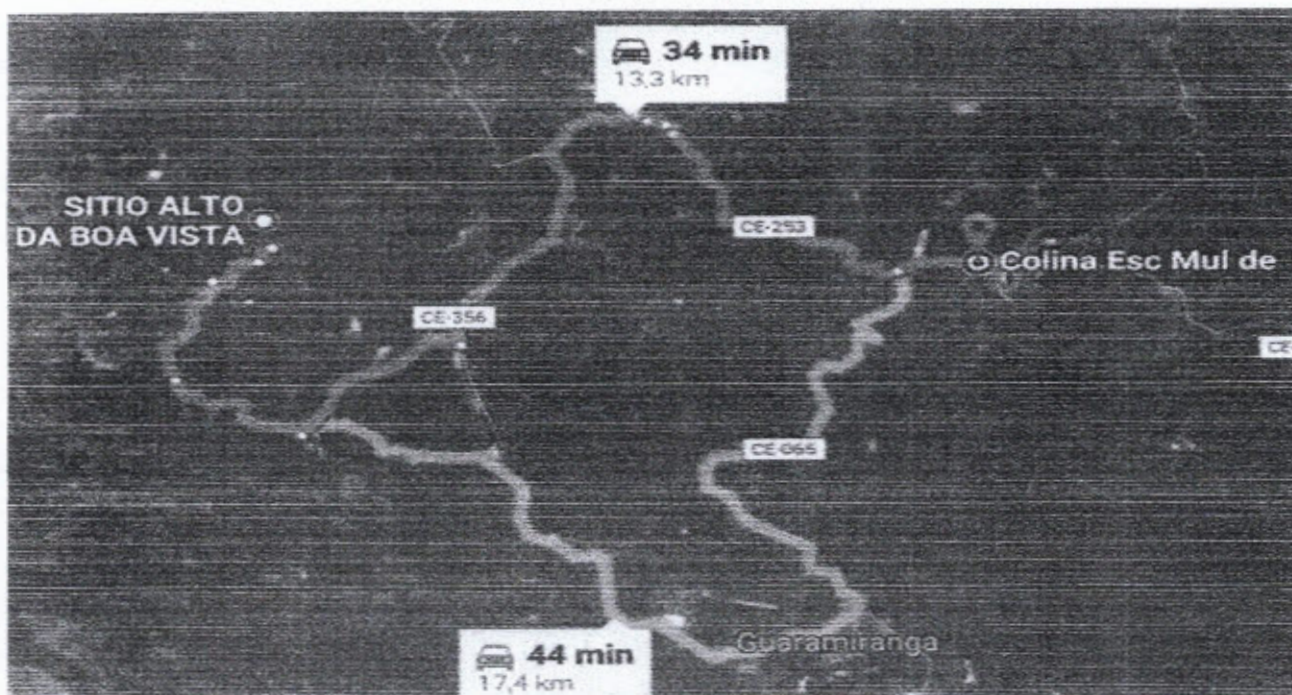 34 min
13,3 km
SITIO ALTO
DA BOA VISTA
CE-253
Colina Esc Mul de
CE-356
CE-
CE-065
Guaramiranga
44 min
17,4 km